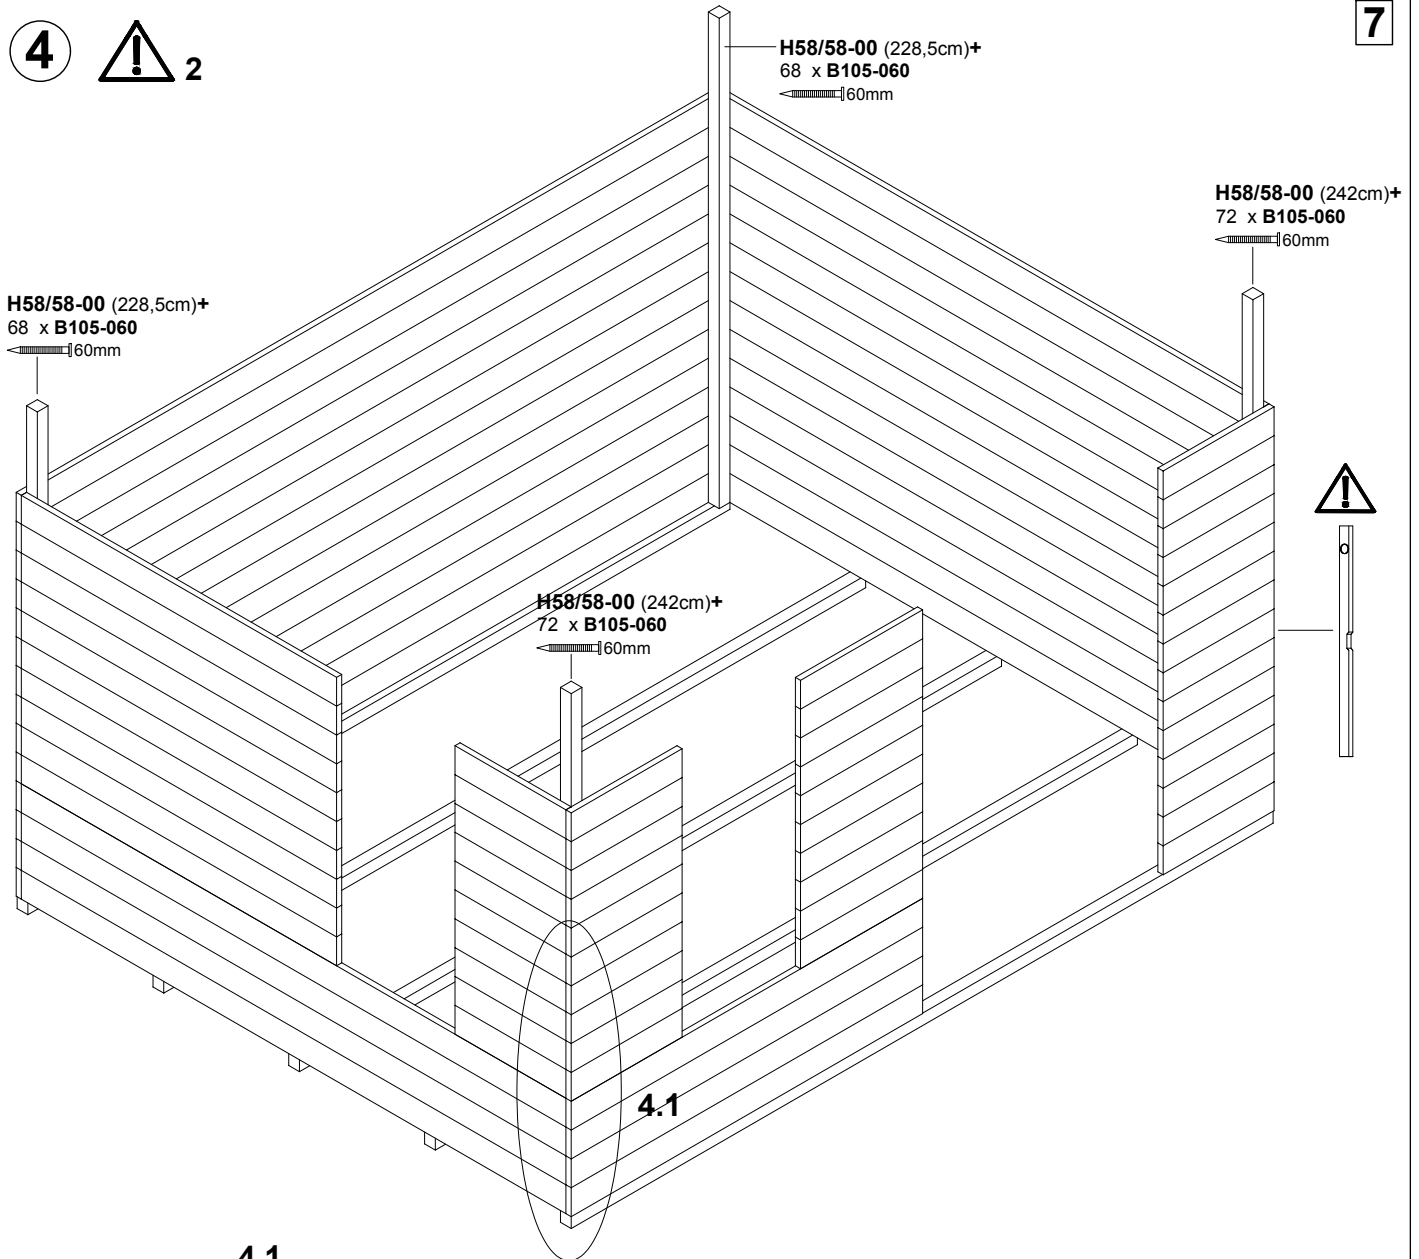 4
2
7
H58/58-00 (228,5cm)+
68 x B105-060
60mm
H58/58-00 (242cm)+
72 x B105-060
60mm
H58/58-00 (228,5cm)+
68 x B105-060
60mm
H58/58-00 (242cm)+
72 x B105-060
60mm
4.1
4.1